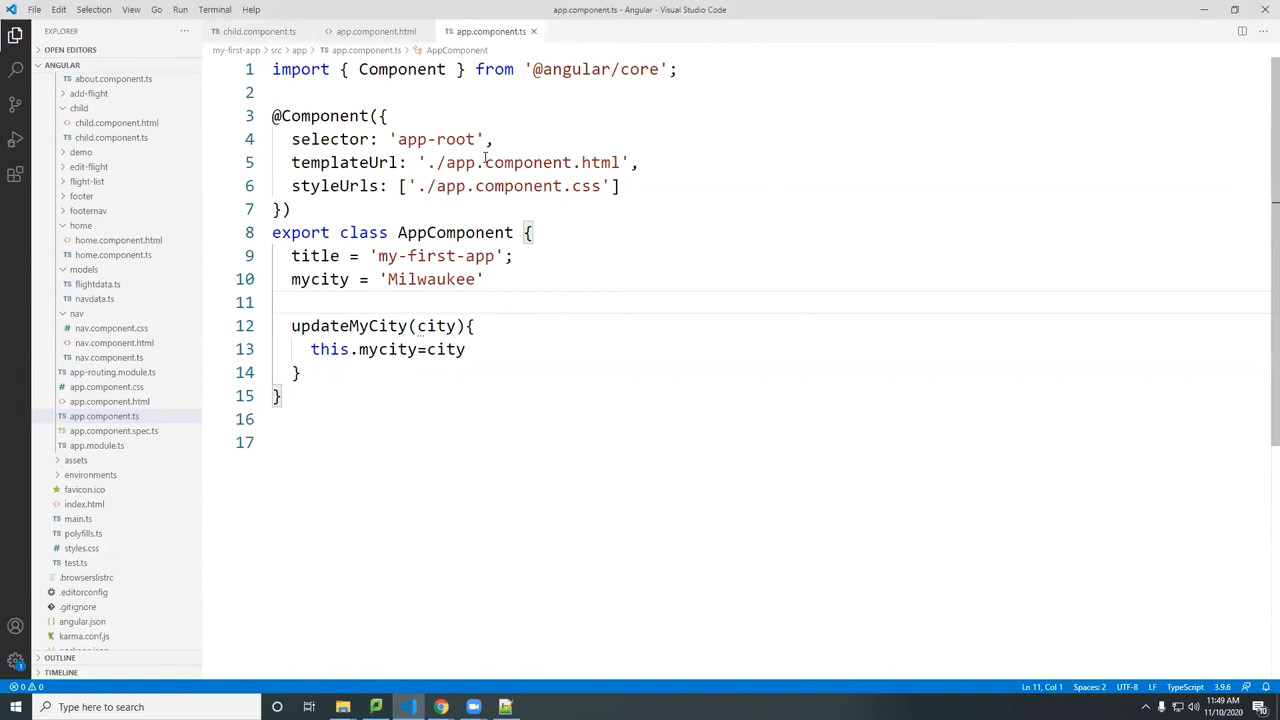 File Edit Selection View Go Run Terminal Help
app.component.ts - Angular - Visual Studio Code
EXPLORER
child.component.ts
app.component.html
app.component.ts
OPEN EDITORS
my-first-app > src > app > app.component.ts > AppComponent
ANGULAR
about.component.ts
add-flight
child
child.component.html
child.component.ts
demo
edit-flight
flight-list
footer
footernav
home
home.component.html
home.component.ts
models
flightdata.ts
navdata.ts
nav
nav.component.css
nav.component.html
nav.component.ts
app-routing.module.ts
app.component.css
app.component.html
app.component.ts
app.component.spec.ts
app.module.ts
assets
environments
favicon.ico
index.html
main.ts
polyfills.ts
styles.css
test.ts
.browserslistrc
.editorconfig
.gitignore
angular.json
karma.conf.js
OUTLINE
TIMELINE
1 import { Component } from '@angular/core';
2
3 @Component({
4 selector: 'app-root',
5 templateUrl: './app.component.html',
6 styleUrls: ['./app.component.css']
7 })
8 export class AppComponent {
9 title = 'my-first-app';
10 mycity = 'Milwaukee'
11
12 updateMyCity(city){
13 this.mycity=city
14 }
15 }
16
17
0 0
Ln 11, Col 1 Spaces: 2 UTF-8 LF TypeScript 3.9.6
Type here to search
11:49 AM
11/10/2020